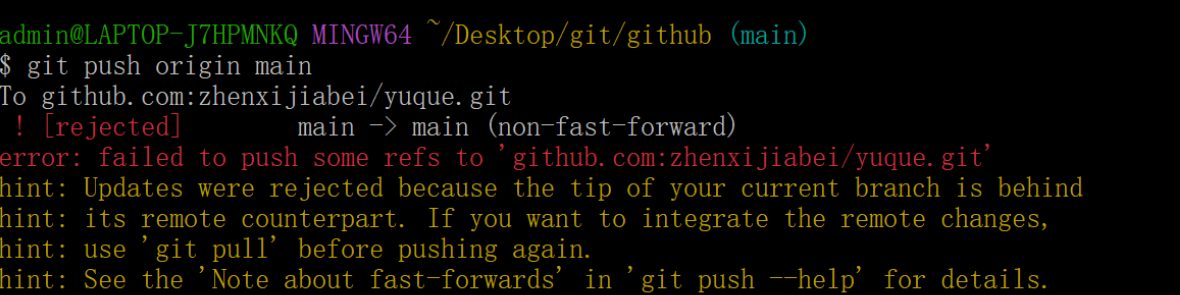 admin@LAPTOP-J7HPMNKQ MINGW64 ~/Desktop/git/github (main)
$ git push origin main
To github.com:zhenxijiabei/yuque.git
 ! [rejected]        main -> main (non-fast-forward)
error: failed to push some refs to 'github.com:zhenxijiabei/yuque.git'
hint: Updates were rejected because the tip of your current branch is behind
hint: its remote counterpart. If you want to integrate the remote changes,
hint: use 'git pull' before pushing again.
hint: See the 'Note about fast-forwards' in 'git push --help' for details.